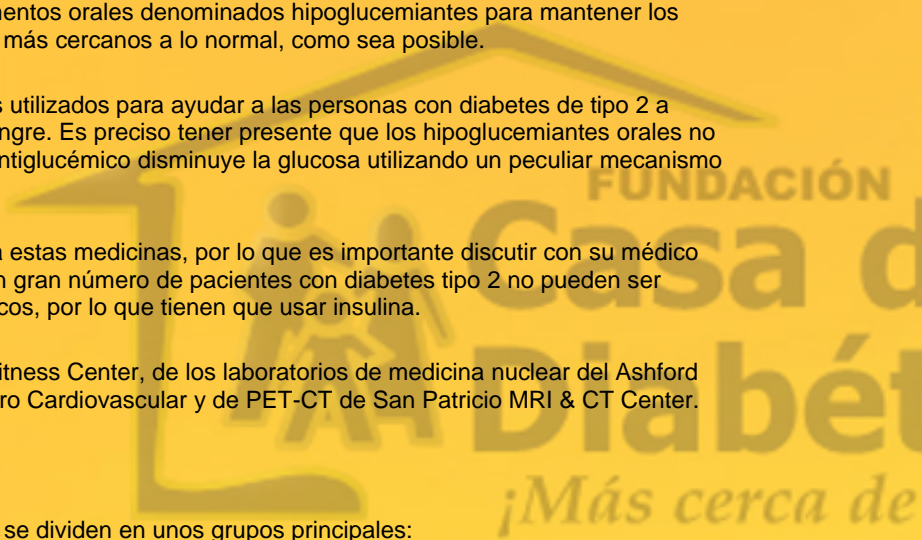 mentos orales denominados hipoglucemiantes para mantener los
más cercanos a lo normal, como sea posible.
s utilizados para ayudar a las personas con diabetes de tipo 2 a
ngre. Es preciso tener presente que los hipoglucemiantes orales no
ntiglucémico disminuye la glucosa utilizando un peculiar mecanismo
a estas medicinas, por lo que es importante discutir con su médico
n gran número de pacientes con diabetes tipo 2 no pueden ser
cos, por lo que tienen que usar insulina.
itness Center, de los laboratorios de medicina nuclear del Ashford
ro Cardiovascular y de PET-CT de San Patricio MRI & CT Center.
se dividen en unos grupos principales:
FUNDACIÓN
Casa d
Diabét
¡Más cerca de